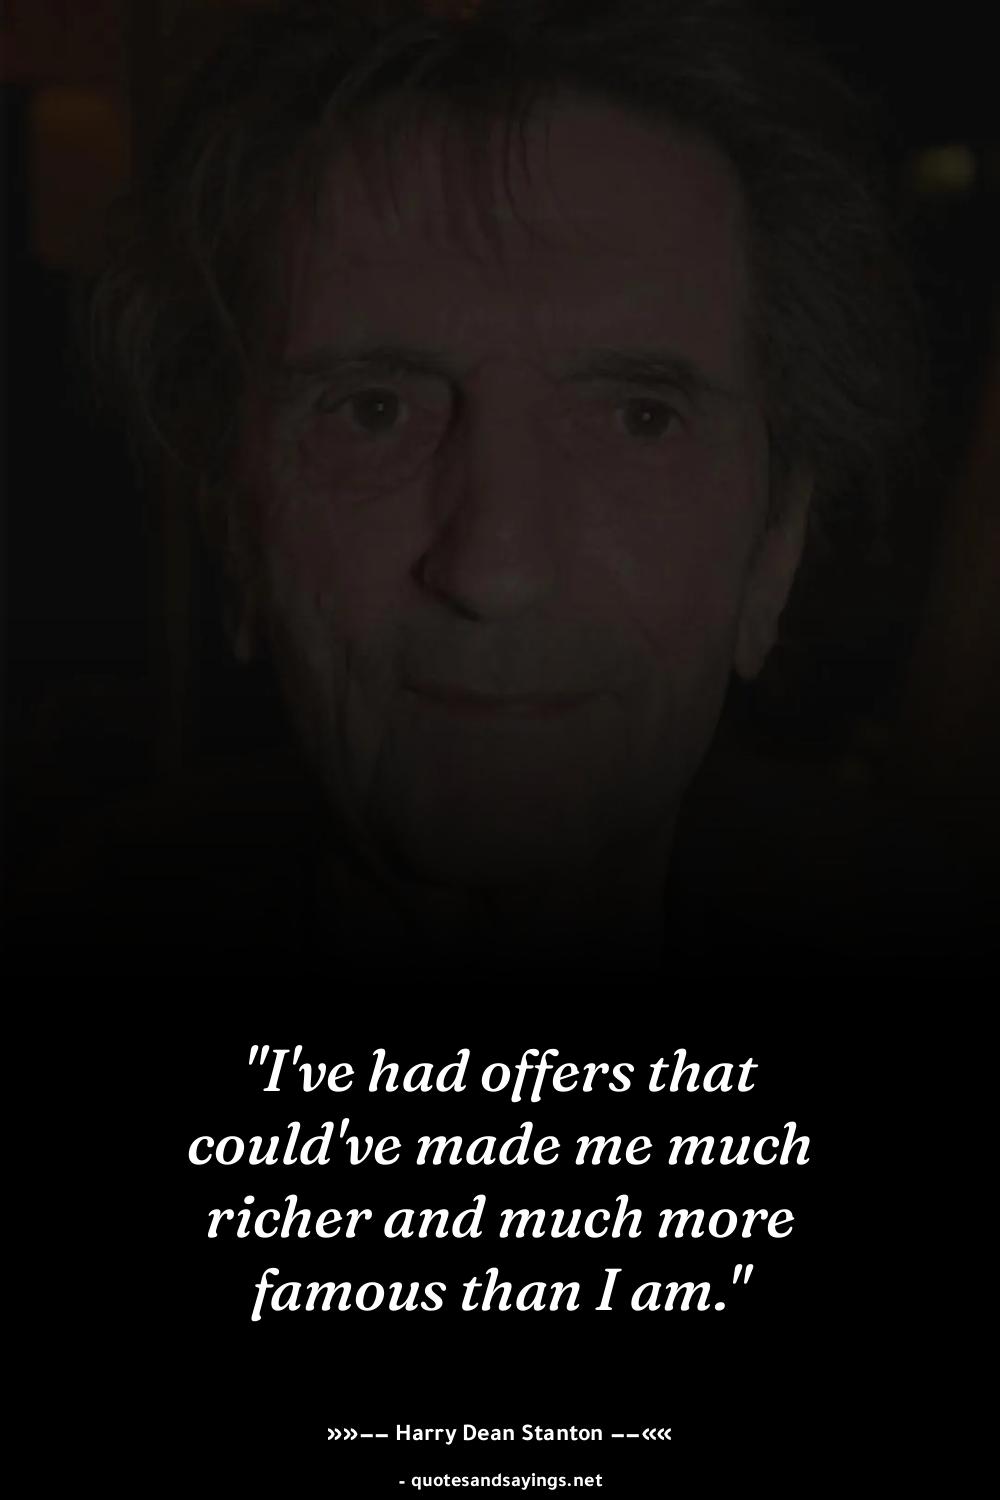 "I've had offers that
could've made me much
richer and much more
famous than I am."
»»−− Harry Dean Stanton −−««
- quotesandsayings.net